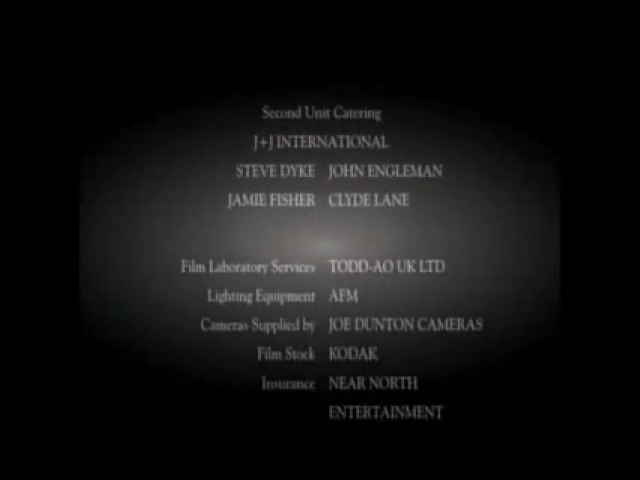 Second Unit Catering
J+J INTERNATIONAL
STEVE DYKE JOHN ENGLEMAN
JAMIE FISHER CLYDE LANE
Film Laboratory Services TODD-AO UK LTD
Lighting Equipment AFM
Cameras Supplied by JOE DUNTON CAMERAS
Film Stock KODAK
Insurance NEAR NORTH
ENTERTAINMENT